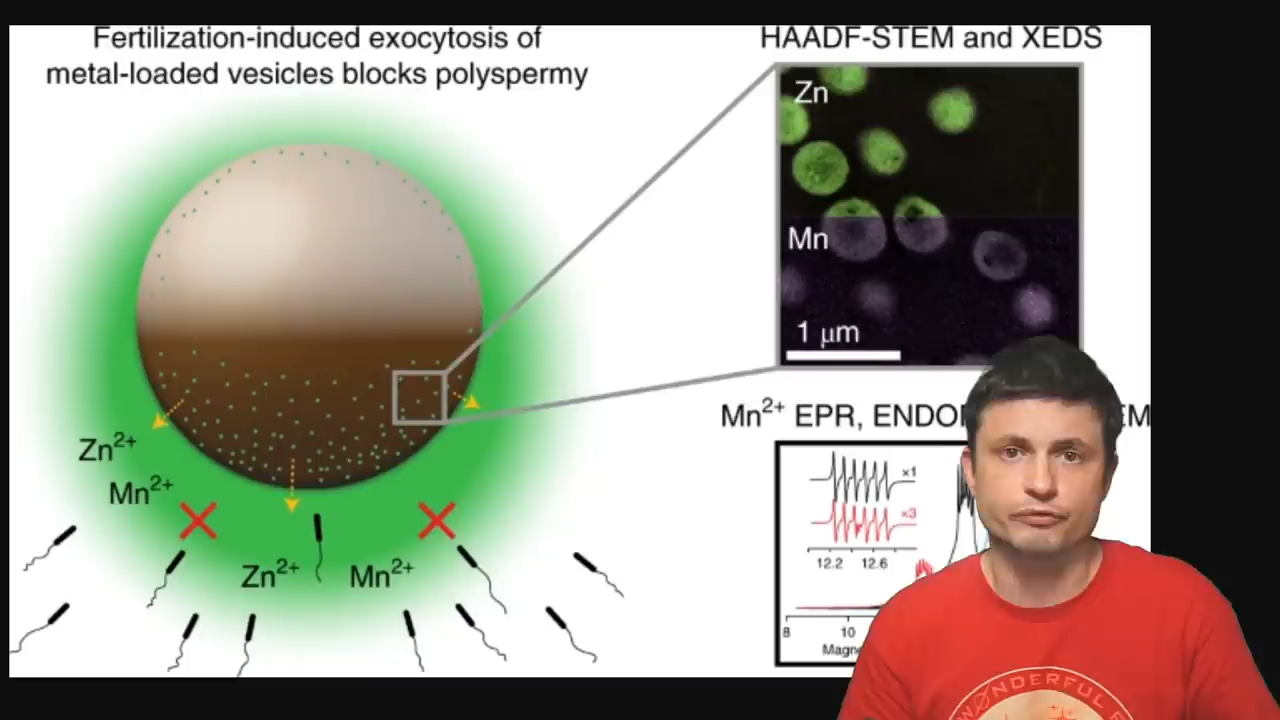 Fertilization-induced exocytosis of
metal-loaded vesicles blocks polyspermy
HAADF-STEM and XEDS
Zn
Mn
1 μm
Zn²⁺
Mn²⁺
Zn²⁺ Mn²⁺
Mn²⁺ EPR,
×1
×3
12.2 12.6
8 10
WØNDERFUL